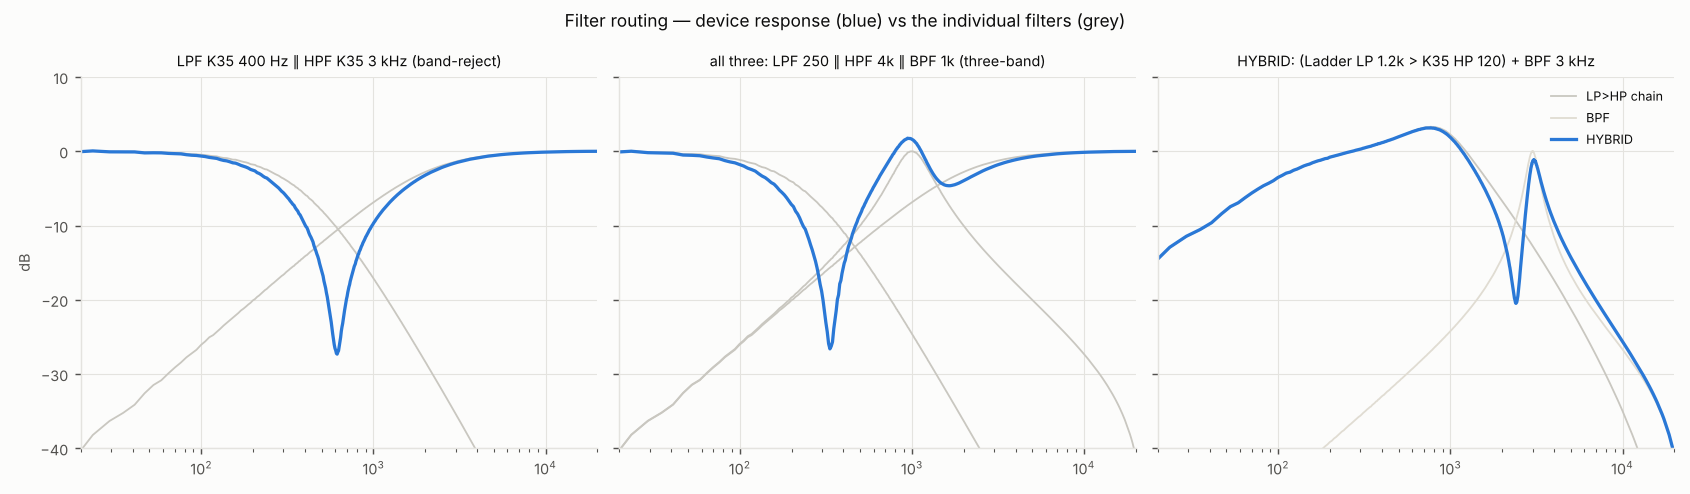 Filter routing — device response (blue) vs the individual filters (grey)
LPF K35 400 Hz ∥ HPF K35 3 kHz (band-reject)
all three: LPF 250 ∥ HPF 4k ∥ BPF 1k (three-band)
HYBRID: (Ladder LP 1.2k > K35 HP 120) + BPF 3 kHz
10
0
−10
−20
−30
−40
dB
LP>HP chain
BPF
HYBRID
10² 10³ 10⁴
10² 10³ 10⁴
10² 10³ 10⁴